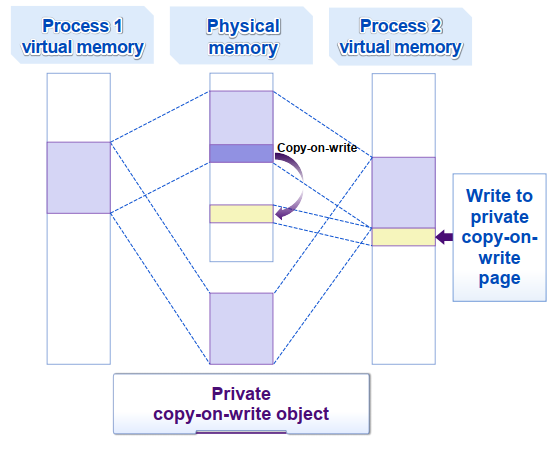 Process 1
virtual memory
Physical
memory
Process 2
virtual memory
Copy-on-write
Write to
private
copy-on-
write
page
Private
copy-on-write object